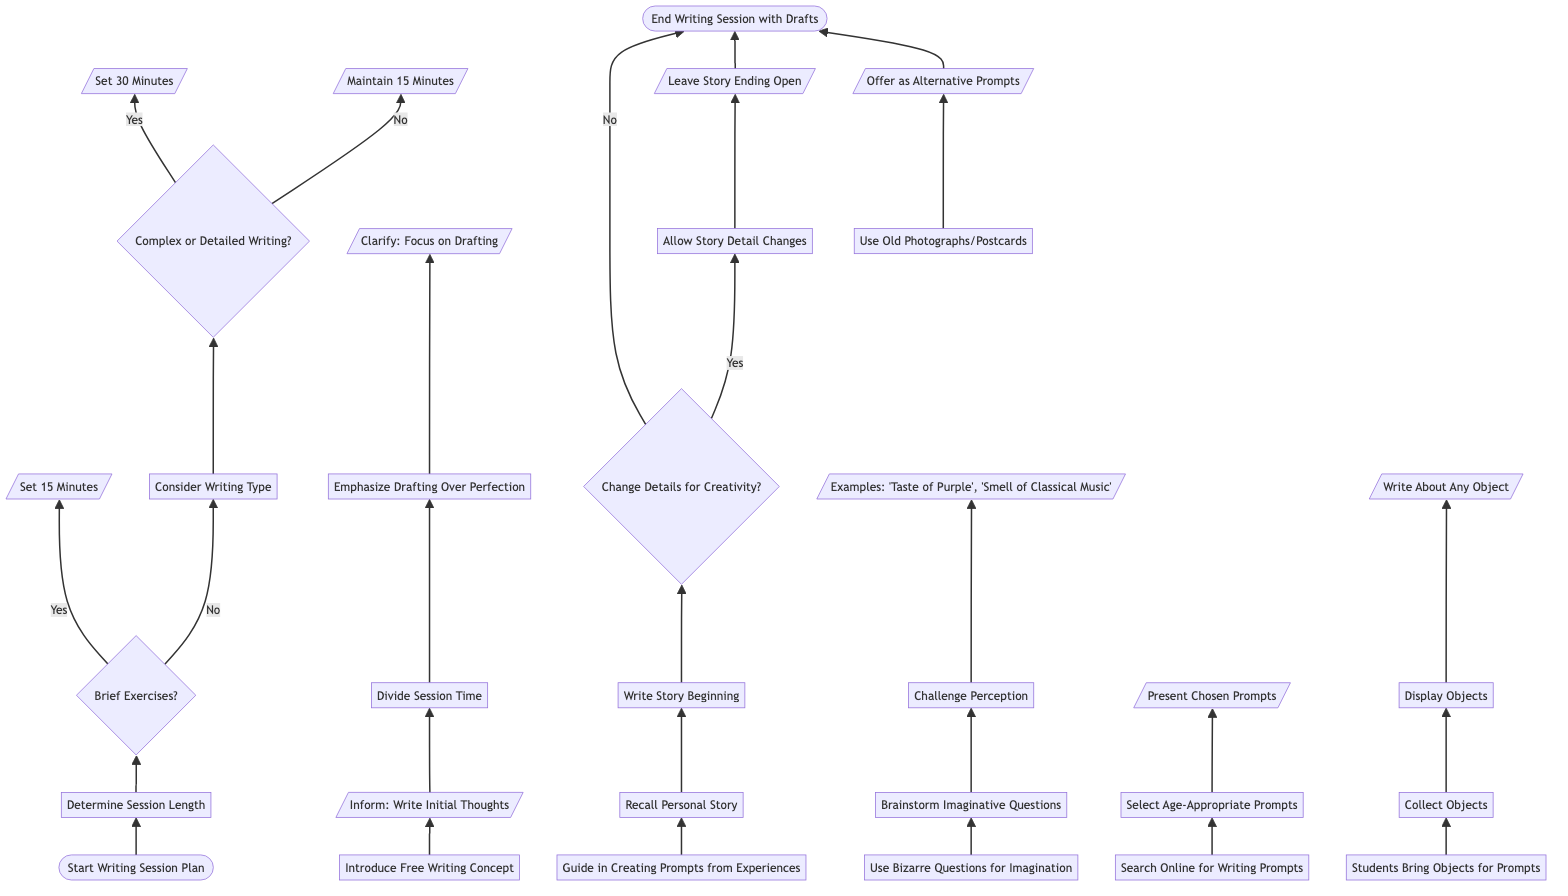 End Writing Session with Drafts
Set 30 Minutes
Maintain 15 Minutes
Leave Story Ending Open
Offer as Alternative Prompts
Yes
No
No
Complex or Detailed Writing?
Clarify: Focus on Drafting
Allow Story Detail Changes
Use Old Photographs/Postcards
Yes
Set 15 Minutes
Consider Writing Type
Emphasize Drafting Over Perfection
Change Details for Creativity?
Examples: 'Taste of Purple', 'Smell of Classical Music'
Write About Any Object
Yes
No
Brief Exercises?
Divide Session Time
Write Story Beginning
Challenge Perception
Present Chosen Prompts
Display Objects
Determine Session Length
Inform: Write Initial Thoughts
Recall Personal Story
Brainstorm Imaginative Questions
Select Age-Appropriate Prompts
Collect Objects
Start Writing Session Plan
Introduce Free Writing Concept
Guide in Creating Prompts from Experiences
Use Bizarre Questions for Imagination
Search Online for Writing Prompts
Students Bring Objects for Prompts